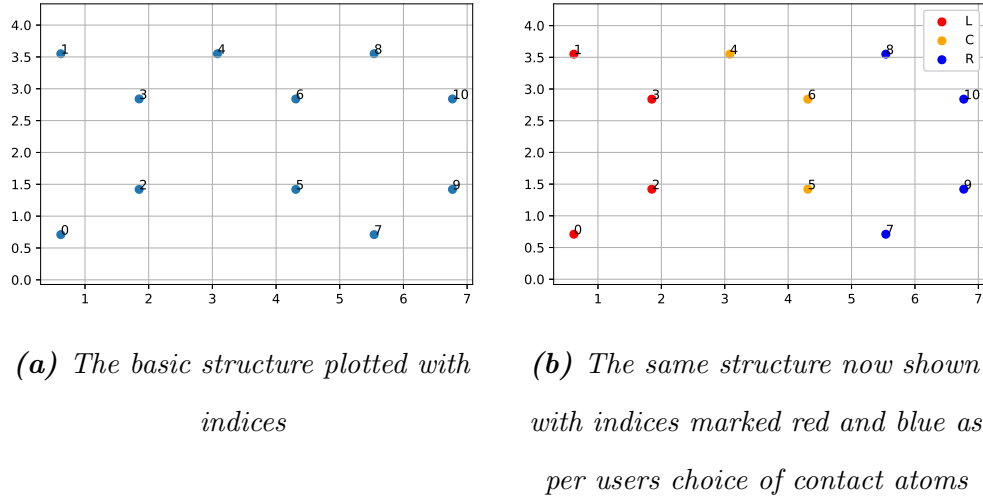 4.0
3.5
3.0
2.5
2.0
1.5
1.0
0.5
0.0
1 4 8
3 6 10
2 5 9
0 7
1 2 3 4 5 6 7
(a) The basic structure plotted with
indices
4.0
3.5
3.0
2.5
2.0
1.5
1.0
0.5
0.0
L
C
R
1 4 8
3 6 10
2 5 9
0 7
1 2 3 4 5 6 7
(b) The same structure now shown
with indices marked red and blue as
per users choice of contact atoms